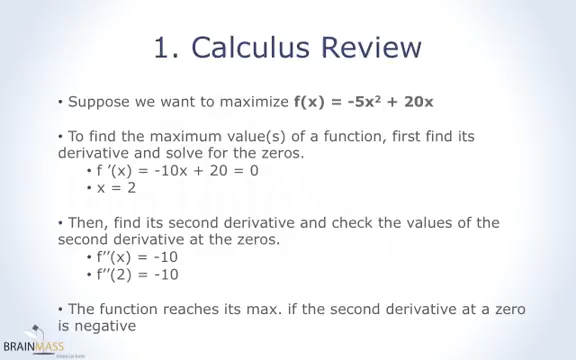 1. Calculus Review
• Suppose we want to maximize f(x) = -5x² + 20x
• To find the maximum value(s) of a function, first find its
derivative and solve for the zeros.
• f ’(x) = -10x + 20 = 0
• x = 2
• Then, find its second derivative and check the values of the
second derivative at the zeros.
• f’’(x) = -10
• f’’(2) = -10
• The function reaches its max. if the second derivative at a zero
is negative
BRAINMASS